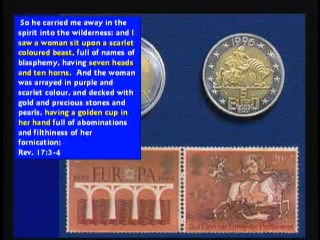 So he carried me away in the
spirit into the wilderness: and I
saw a woman sit upon a scarlet
coloured beast, full of names of
blasphemy, having seven heads
and ten horns.  And the woman
was arrayed in purple and
scarlet colour, and decked with
gold and precious stones and
pearls, having a golden cup in
her hand full of abominations
and filthiness of her
fornication:
Rev. 17:3-4
1996
5
EURO
EUROPA